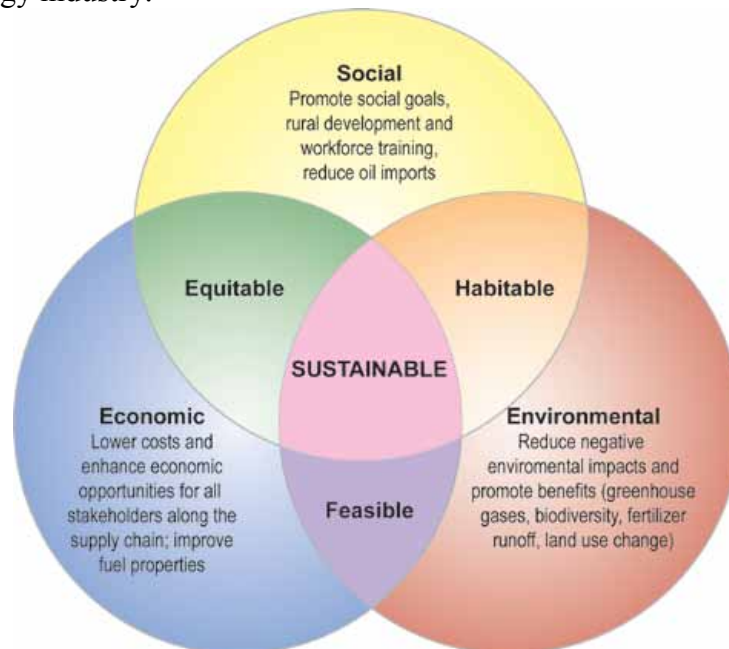 gy industry.
Social
Promote social goals,
rural development and
workforce training,
reduce oil imports
Equitable
Habitable
SUSTAINABLE
Economic
Lower costs and
enhance economic
opportunities for all
stakeholders along the
supply chain; improve
fuel properties
Environmental
Reduce negative
enviromental impacts and
promote benefits (greenhouse
gases, biodiversity, fertilizer
runoff, land use change)
Feasible